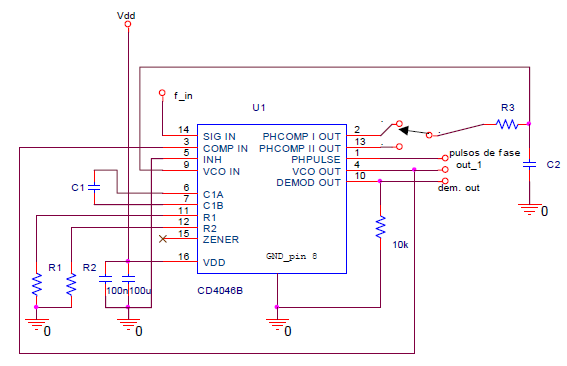 Vdd
f_in
U1
R3
14 SIG IN PHCOMP I OUT 2
3 COMP IN PHCOMP II OUT 13
5 INH PHPULSE 1
9 VCO IN VCO OUT 4
DEMOD OUT 10
pulsos de fase
out_1
dem. out
C2
0
C1
6 C1A
7 C1B
11 R1
12 R2
15 ZENER
16 VDD
GND_pin 8
CD4046B
10k
R1 R2
100n 100u
0
0
0